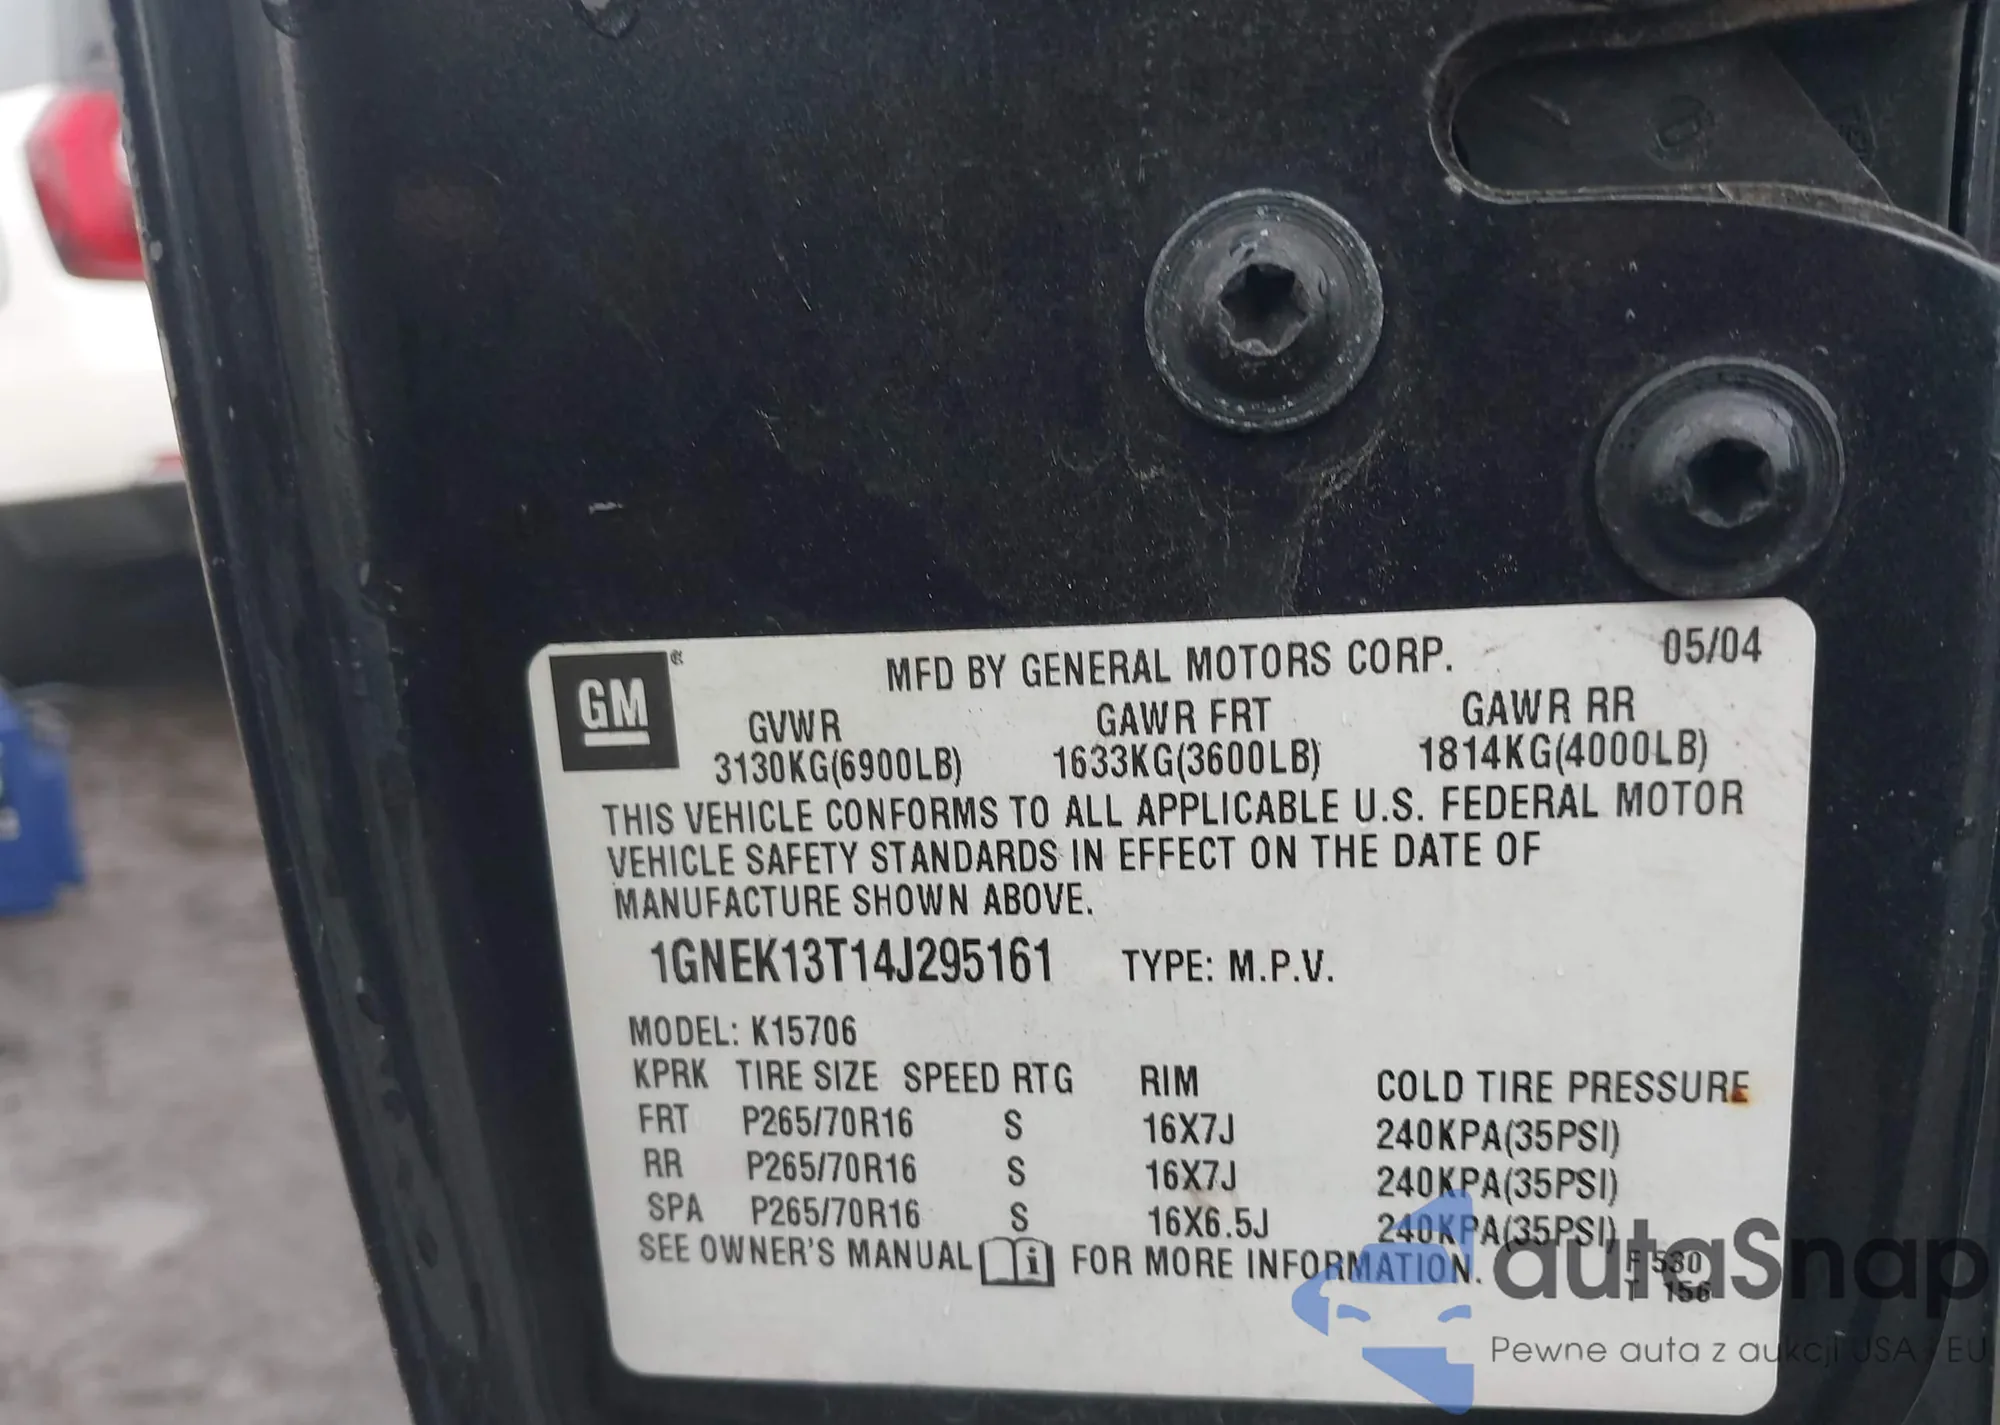 GM
MFD BY GENERAL MOTORS CORP. 05/04
GVWR GAWR FRT GAWR RR
3130KG(6900LB) 1633KG(3600LB) 1814KG(4000LB)
THIS VEHICLE CONFORMS TO ALL APPLICABLE U.S. FEDERAL MOTOR
VEHICLE SAFETY STANDARDS IN EFFECT ON THE DATE OF
MANUFACTURE SHOWN ABOVE.
1GNEK13T14J295161 TYPE: M.P.V.
MODEL: K15706
KPRK TIRE SIZE SPEED RTG RIM COLD TIRE PRESSURE
FRT P265/70R16 S 16X7J 240KPA(35PSI)
RR P265/70R16 S 16X7J 240KPA(35PSI)
SPA P265/70R16 S 16X6.5J 240KPA(35PSI)
SEE OWNER'S MANUAL i FOR MORE INFORMATION.
F 530
T 156
autaSnap
Pewne auta z aukcji USA i EU